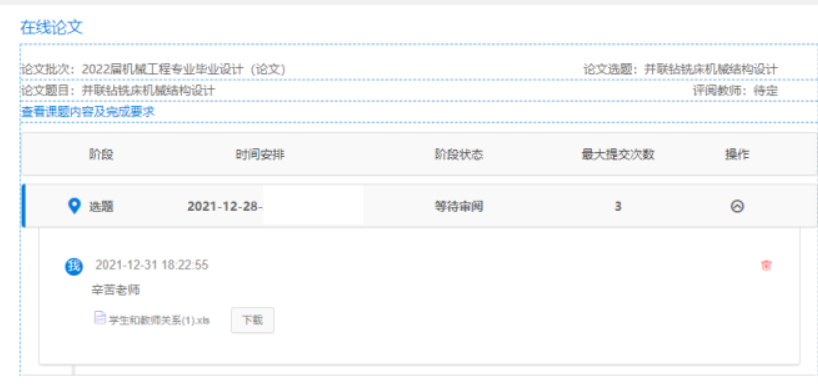 在线论文
论文批次：2022届机械工程专业毕业设计（论文） 论文选题：并联钻铣床机械结构设计
论文题目：并联钻铣床机械结构设计 评阅教师：待定
查看课题内容及完成要求
阶段 时间安排 阶段状态 最大提交次数 操作
选题 2021-12-28- 等待审阅 3
我 2021-12-31 18:22:55
辛苦老师
学生和教师关系(1).xls 下载